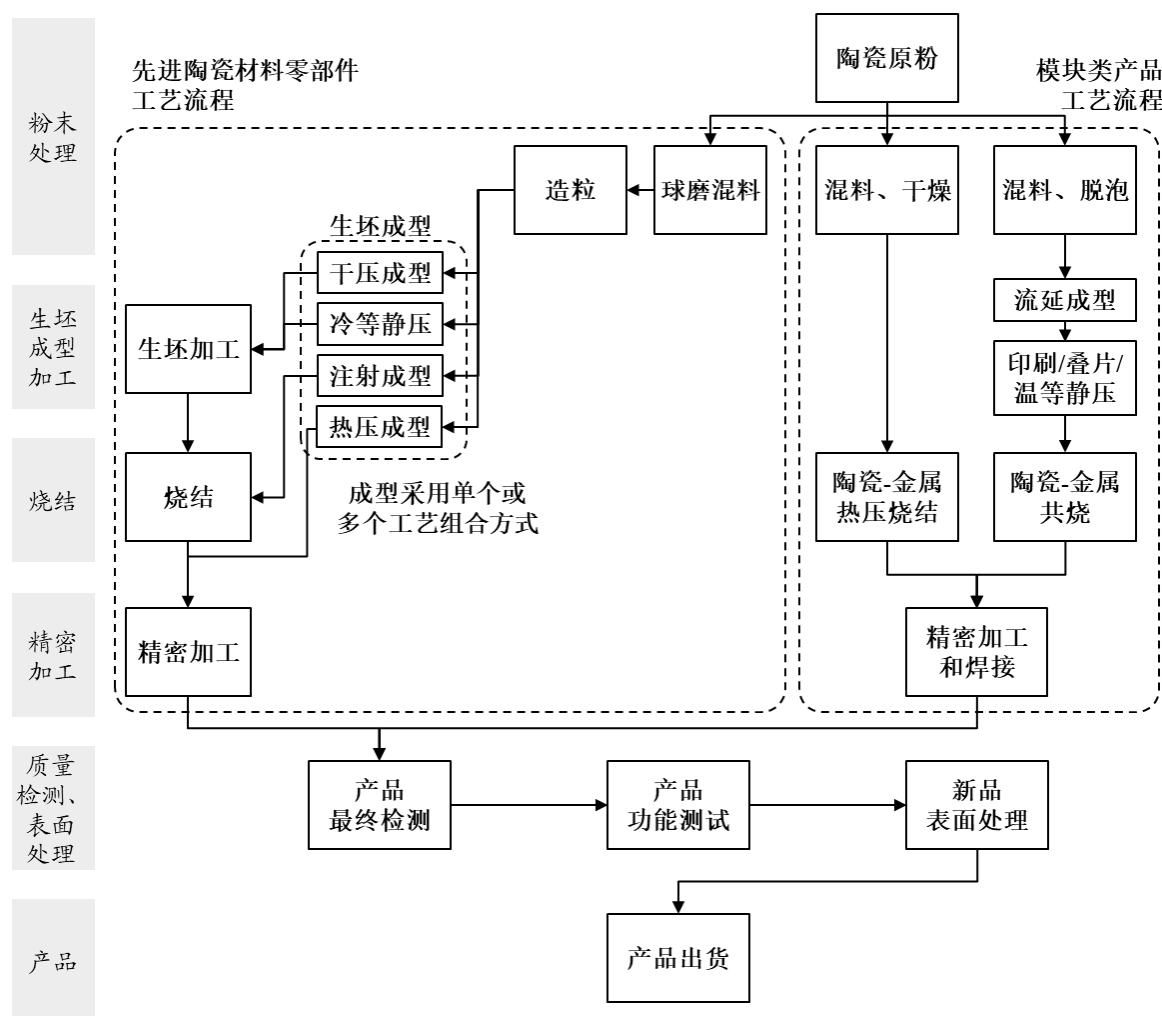 陶瓷原粉
先进陶瓷材料零部件
工艺流程
模块类产品
工艺流程
粉末
处理
造粒
球磨混料
混料、干燥
混料、脱泡
生坯成型
干压成型
冷等静压
注射成型
热压成型
生坯
成型
加工
生坯加工
流延成型
印刷/叠片/
温等静压
烧结
烧结
成型采用单个或
多个工艺组合方式
陶瓷-金属
热压烧结
陶瓷-金属
共烧
精密
加工
精密加工
精密加工
和焊接
质量
检测、
表面
处理
产品
最终检测
产品
功能测试
新品
表面处理
产品
产品出货